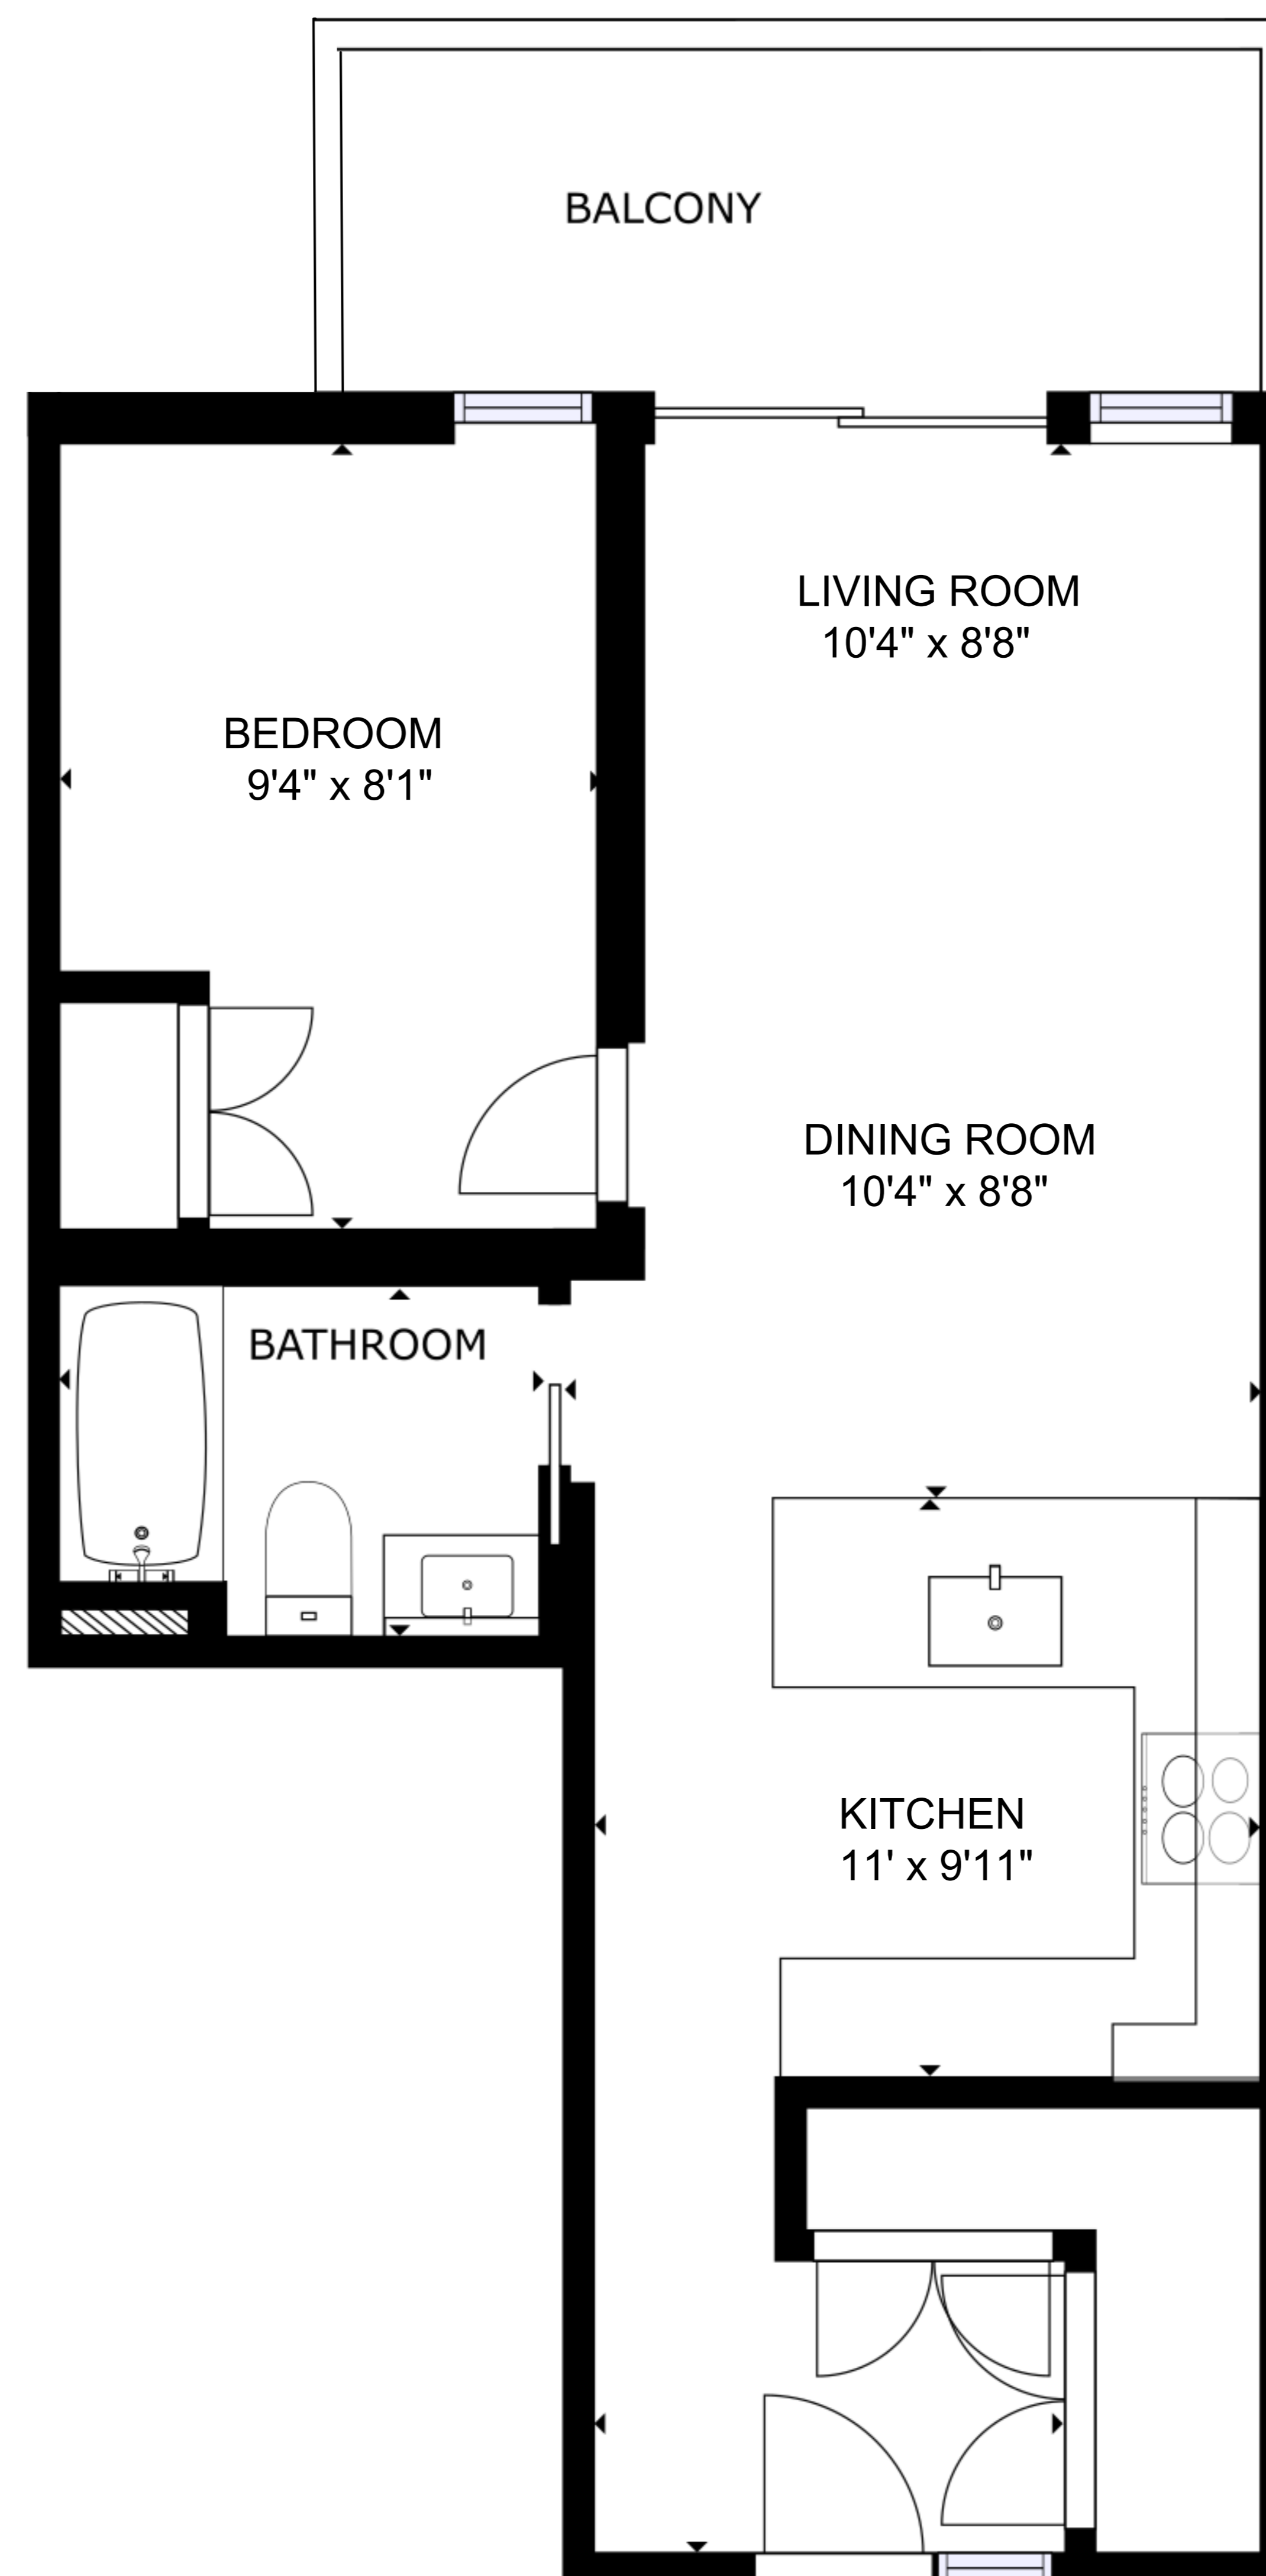 BALCONY
LIVING ROOM
10'4" x 8'8"
BEDROOM
9'4" x 8'1"
DINING ROOM
10'4" x 8'8"
BATHROOM
KITCHEN
11' x 9'11"